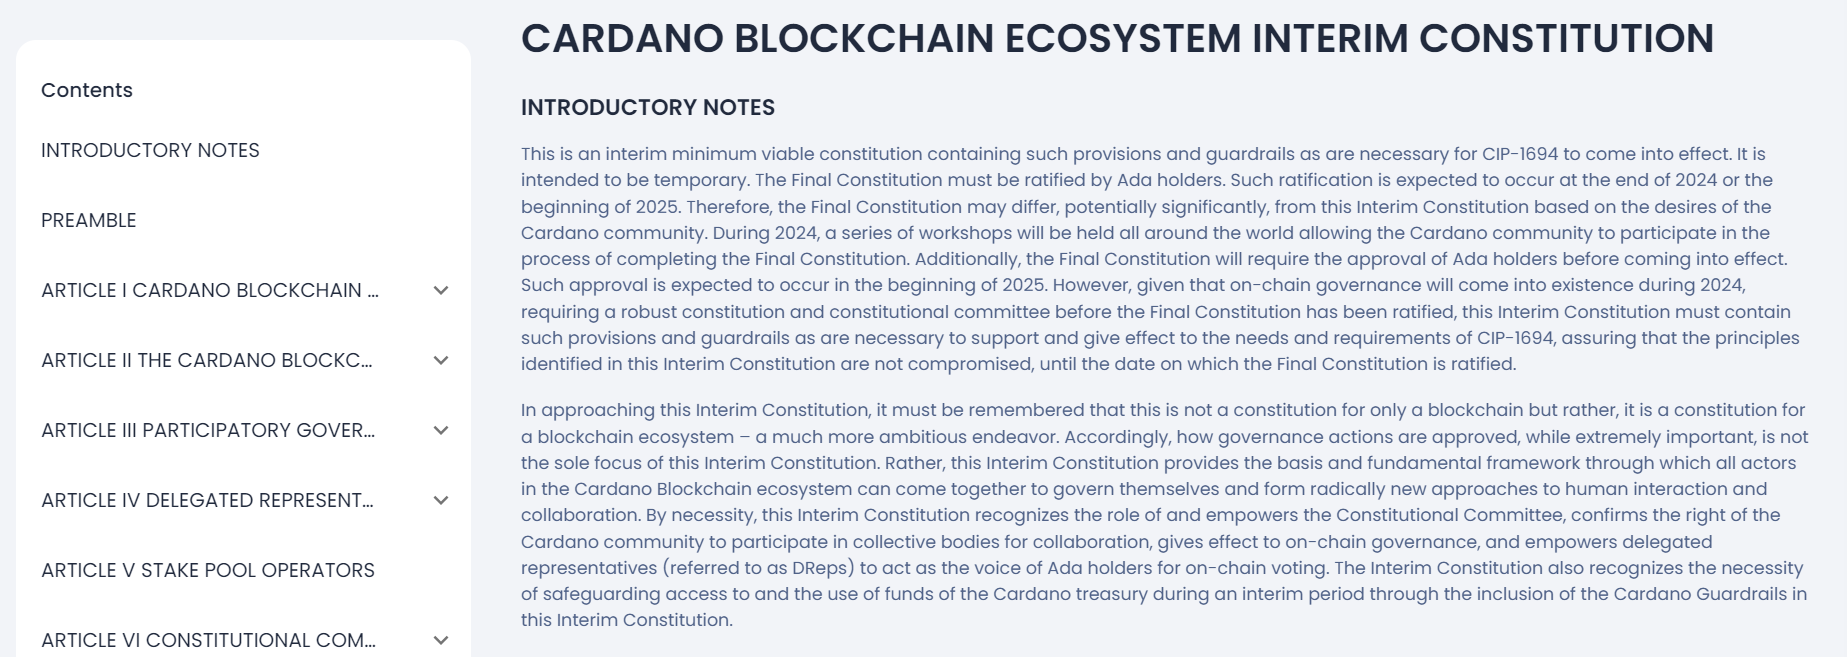 Contents
INTRODUCTORY NOTES
PREAMBLE
ARTICLE I CARDANO BLOCKCHAIN ...
ARTICLE II THE CARDANO BLOCKC...
ARTICLE III PARTICIPATORY GOVER...
ARTICLE IV DELEGATED REPRESENT...
ARTICLE V STAKE POOL OPERATORS
ARTICLE VI CONSTITUTIONAL COM...
CARDANO BLOCKCHAIN ECOSYSTEM INTERIM CONSTITUTION
INTRODUCTORY NOTES
This is an interim minimum viable constitution containing such provisions and guardrails as are necessary for CIP-1694 to come into effect. It is
intended to be temporary. The Final Constitution must be ratified by Ada holders. Such ratification is expected to occur at the end of 2024 or the
beginning of 2025. Therefore, the Final Constitution may differ, potentially significantly, from this Interim Constitution based on the desires of the
Cardano community. During 2024, a series of workshops will be held all around the world allowing the Cardano community to participate in the
process of completing the Final Constitution. Additionally, the Final Constitution will require the approval of Ada holders before coming into effect.
Such approval is expected to occur in the beginning of 2025. However, given that on-chain governance will come into existence during 2024,
requiring a robust constitution and constitutional committee before the Final Constitution has been ratified, this Interim Constitution must contain
such provisions and guardrails as are necessary to support and give effect to the needs and requirements of CIP-1694, assuring that the principles
identified in this Interim Constitution are not compromised, until the date on which the Final Constitution is ratified.
In approaching this Interim Constitution, it must be remembered that this is not a constitution for only a blockchain but rather, it is a constitution for
a blockchain ecosystem – a much more ambitious endeavor. Accordingly, how governance actions are approved, while extremely important, is not
the sole focus of this Interim Constitution. Rather, this Interim Constitution provides the basis and fundamental framework through which all actors
in the Cardano Blockchain ecosystem can come together to govern themselves and form radically new approaches to human interaction and
collaboration. By necessity, this Interim Constitution recognizes the role of and empowers the Constitutional Committee, confirms the right of the
Cardano community to participate in collective bodies for collaboration, gives effect to on-chain governance, and empowers delegated
representatives (referred to as DReps) to act as the voice of Ada holders for on-chain voting. The Interim Constitution also recognizes the necessity
of safeguarding access to and the use of funds of the Cardano treasury during an interim period through the inclusion of the Cardano Guardrails in
this Interim Constitution.